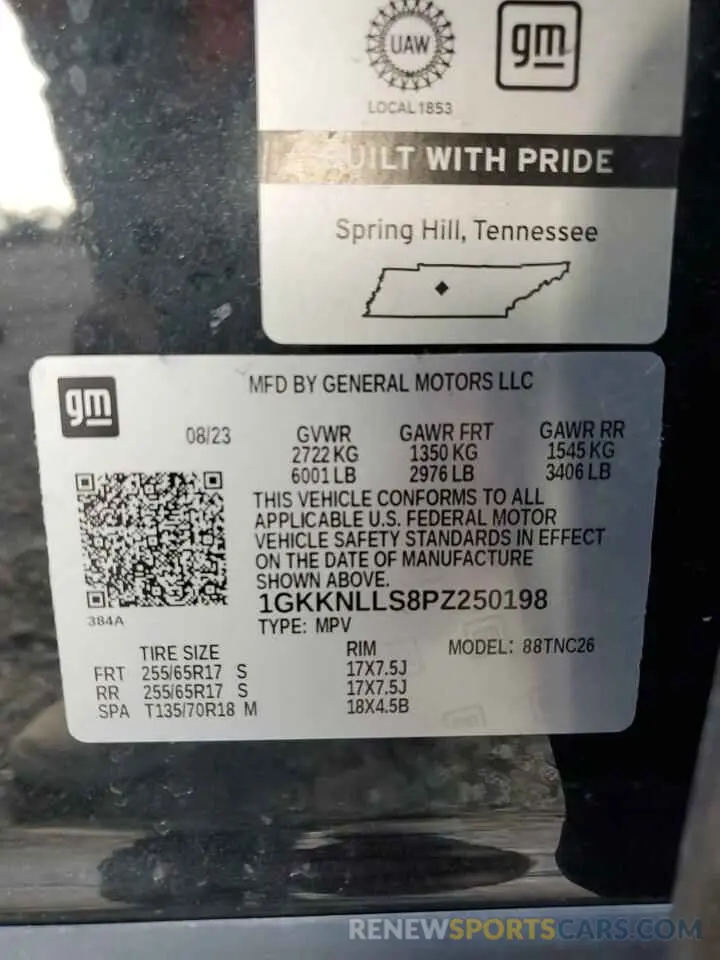 UAW
gm
LOCAL 1853
BUILT WITH PRIDE
Spring Hill, Tennessee
gm
MFD BY GENERAL MOTORS LLC
08/23 GVWR GAWR FRT GAWR RR
2722 KG 1350 KG 1545 KG
6001 LB 2976 LB 3406 LB
THIS VEHICLE CONFORMS TO ALL
APPLICABLE U.S. FEDERAL MOTOR
VEHICLE SAFETY STANDARDS IN EFFECT
ON THE DATE OF MANUFACTURE
SHOWN ABOVE.
1GKKNLLS8PZ250198
384A
TYPE: MPV
TIRE SIZE RIM MODEL: 88TNC26
FRT 255/65R17 S 17X7.5J
RR 255/65R17 S 17X7.5J
SPA T135/70R18 M 18X4.5B
RENEWSPORTSCARS.COM